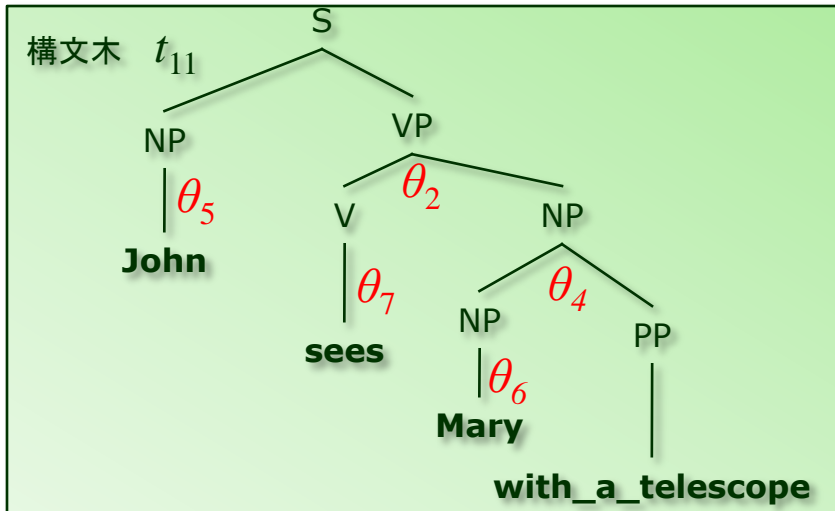 S
構文木 t₁₁
NP VP
θ₅ θ₂
V NP
John
θ₇ θ₄
NP PP
sees
θ₆
Mary
with_a_telescope